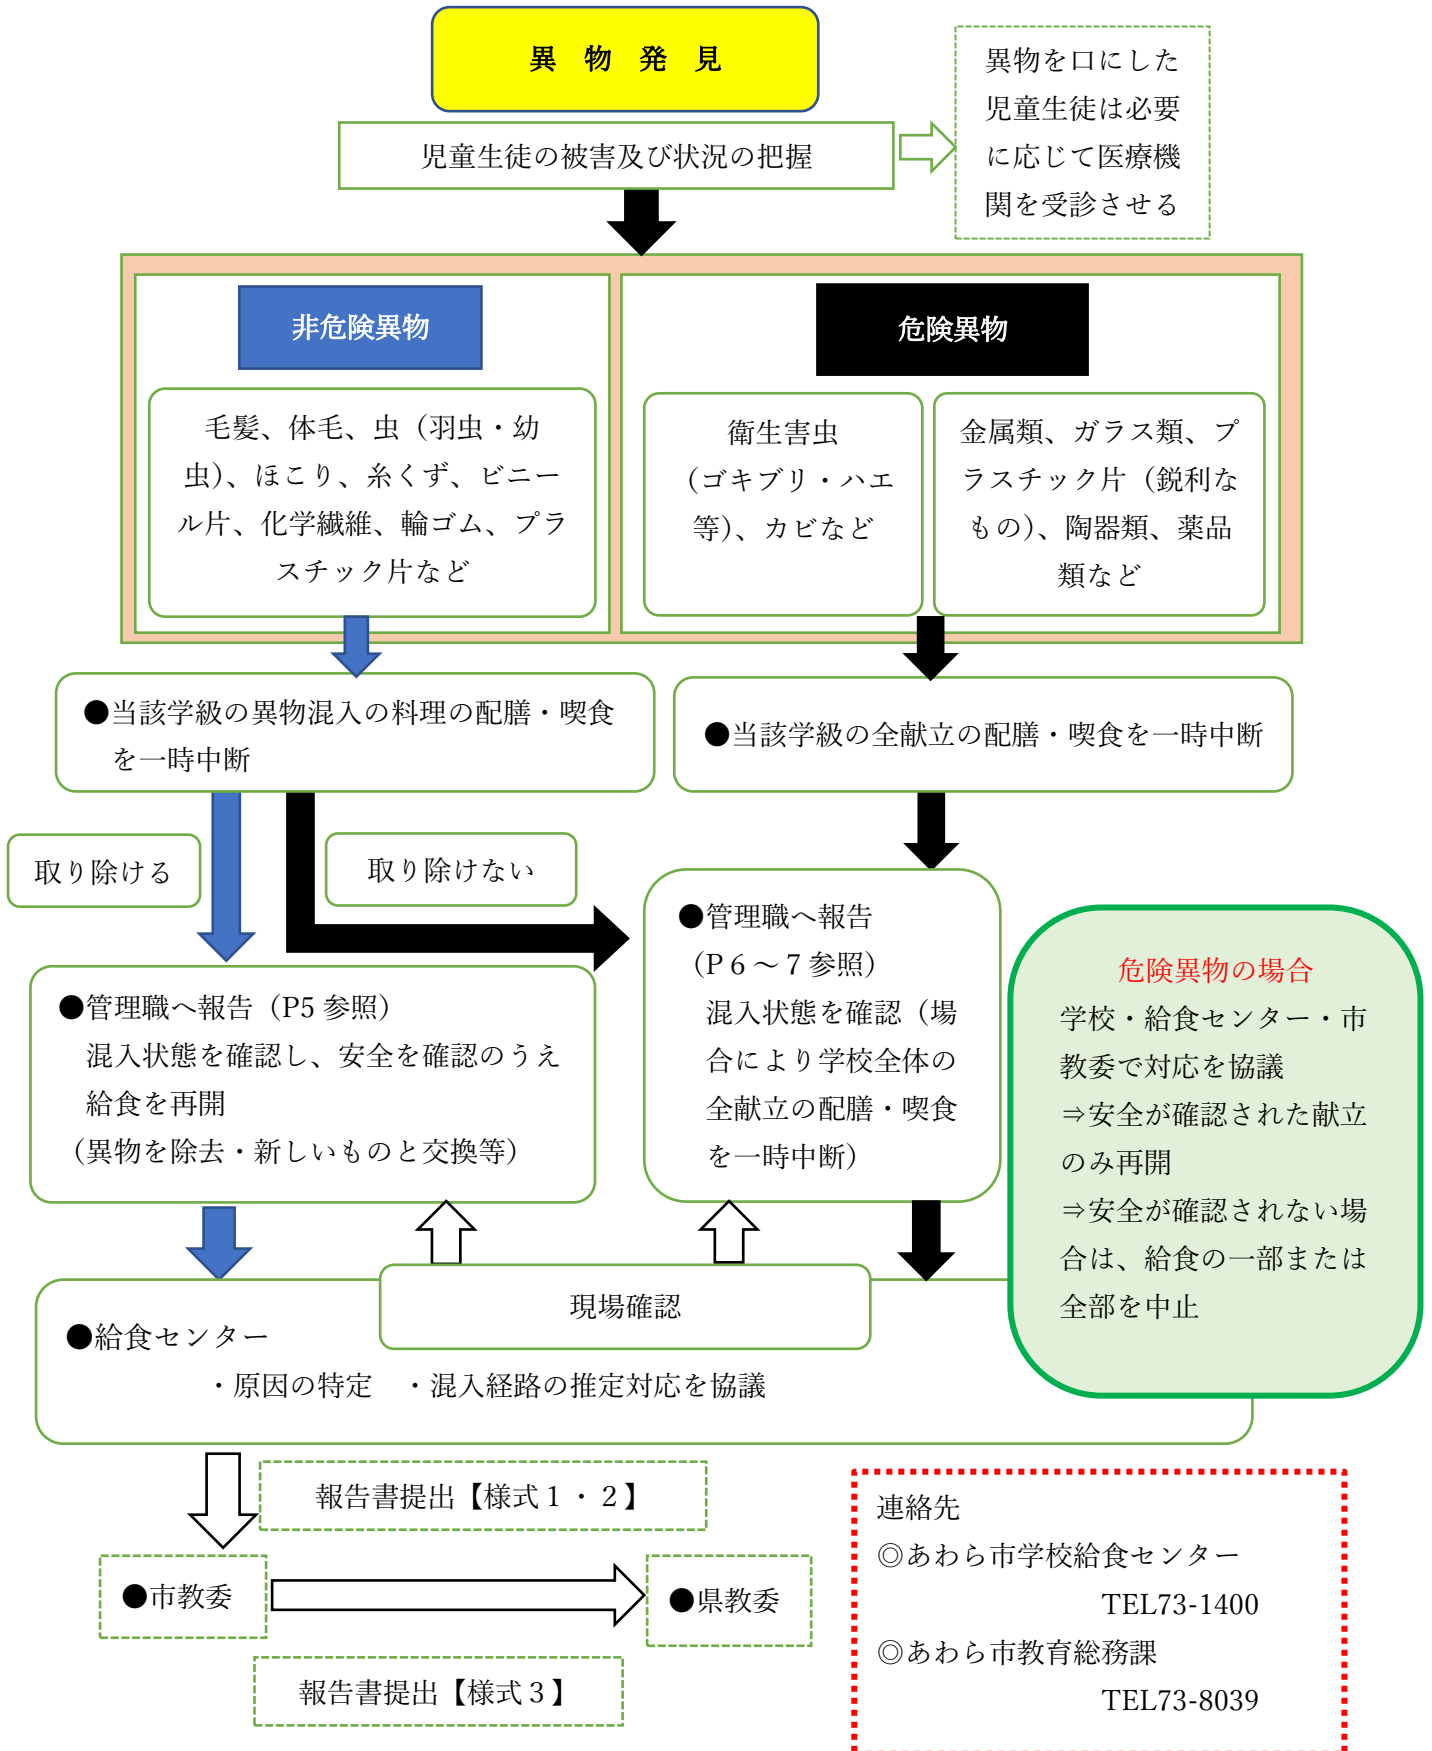 異 物 発 見
異物を口にした
児童生徒は必要
に応じて医療機
関を受診させる
児童生徒の被害及び状況の把握
非危険異物
毛髪、体毛、虫（羽虫・幼
虫）、ほこり、糸くず、ビニー
ル片、化学繊維、輪ゴム、プラ
スチック片など
危険異物
衛生害虫
（ゴキブリ・ハエ
等）、カビなど
金属類、ガラス類、プ
ラスチック片（鋭利な
もの）、陶器類、薬品
類など
●当該学級の異物混入の料理の配膳・喫食
を一時中断
●当該学級の全献立の配膳・喫食を一時中断
取り除ける
取り除けない
●管理職へ報告（P5 参照）
混入状態を確認し、安全を確認のうえ
給食を再開
（異物を除去・新しいものと交換等）
●管理職へ報告
（P６～７参照）
混入状態を確認（場
合により学校全体の
全献立の配膳・喫食
を一時中断）
危険異物の場合
学校・給食センター・市
教委で対応を協議
⇒安全が確認された献立
のみ再開
⇒安全が確認されない場
合は、給食の一部または
全部を中止
現場確認
●給食センター
・原因の特定　・混入経路の推定対応を協議
報告書提出【様式１・２】
●市教委
●県教委
報告書提出【様式３】
連絡先
◎あわら市学校給食センター
TEL73-1400
◎あわら市教育総務課
TEL73-8039